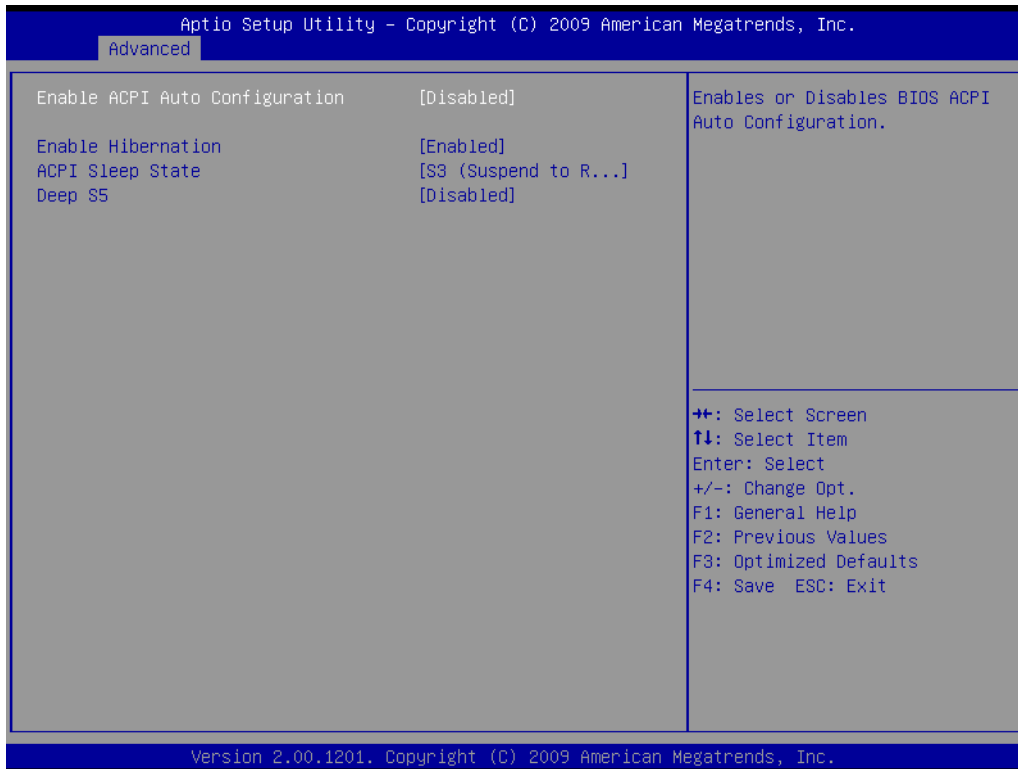 Aptio Setup Utility – Copyright (C) 2009 American Megatrends, Inc.
Advanced
Enable ACPI Auto Configuration [Disabled]
Enable Hibernation [Enabled]
ACPI Sleep State [S3 (Suspend to R...]
Deep S5 [Disabled]
Enables or Disables BIOS ACPI
Auto Configuration.
→←: Select Screen
↑↓: Select Item
Enter: Select
+/-: Change Opt.
F1: General Help
F2: Previous Values
F3: Optimized Defaults
F4: Save ESC: Exit
Version 2.00.1201. Copyright (C) 2009 American Megatrends, Inc.